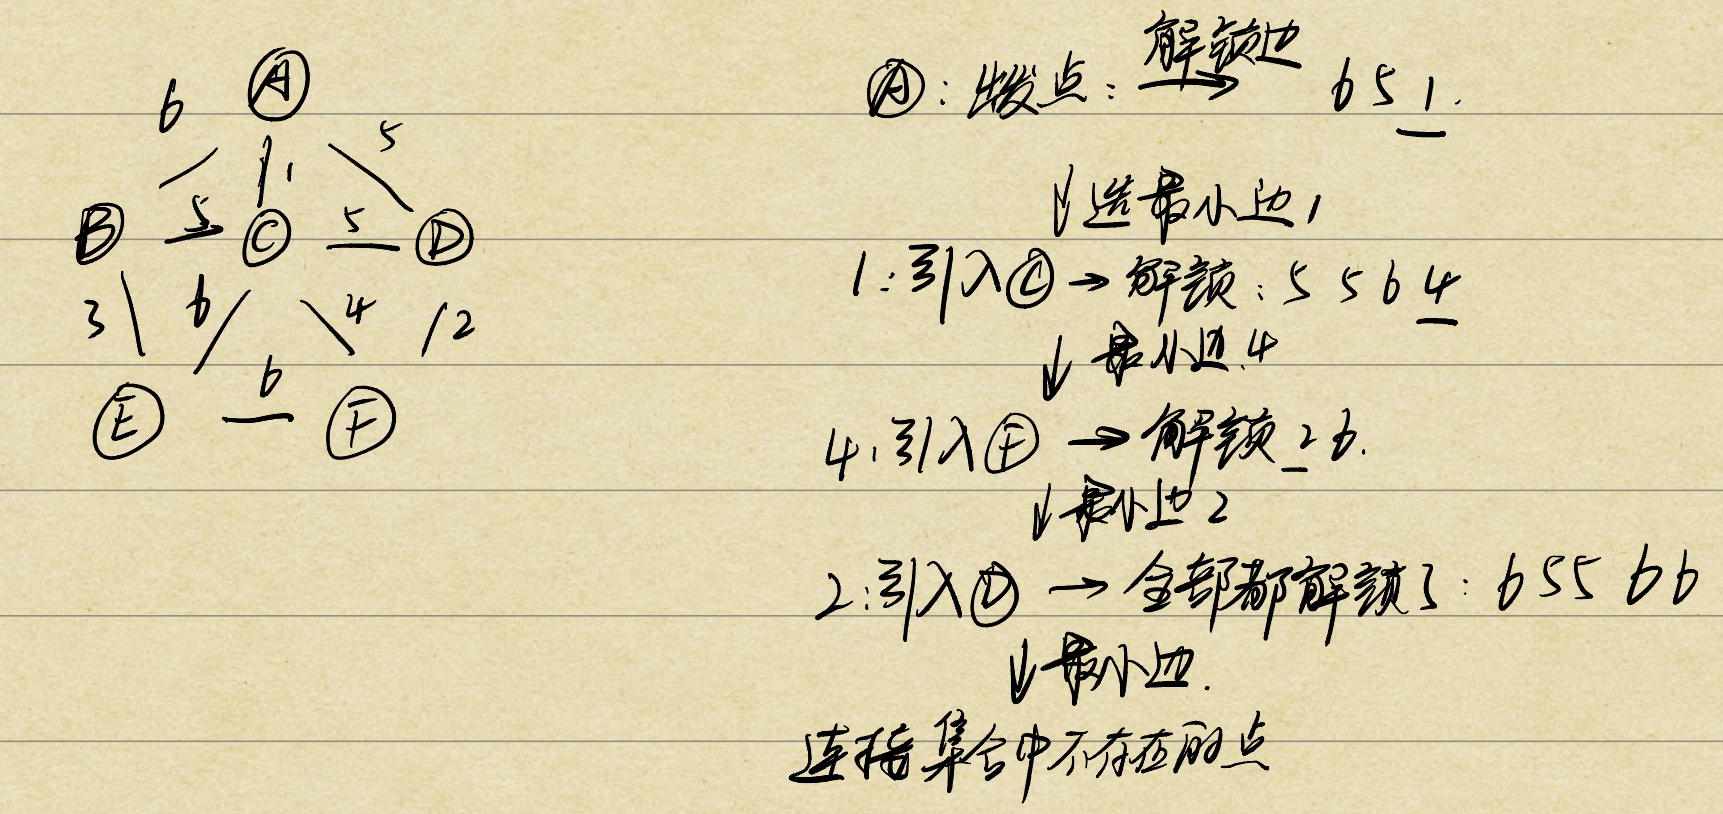 A
6 1 5
B 5 C 5 D
3 6 4 2
E 6 F
A：出发点： 解锁边 6 5 1.
选最小边1
1：引入C→解锁：5 5 6 4
最小边.4
4.引入F→解锁 2 6.
最小边2
2：引入D→全部都解锁了：6 5 5 6 6
最小边.
连接集合中不存在的点